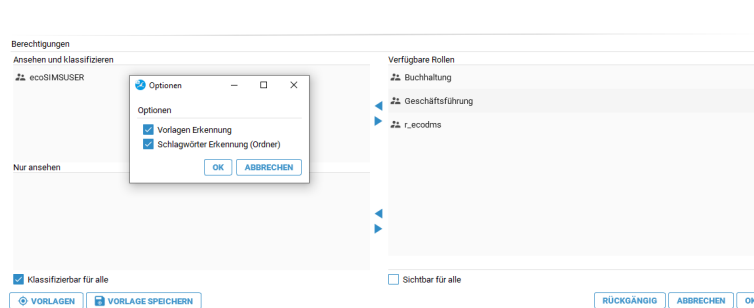 Berechtigungen
Ansehen und klassifizieren
ecoSIMSUSER
Optionen
Optionen
Vorlagen Erkennung
Schlagwörter Erkennung (Ordner)
OK ABBRECHEN
Nur ansehen
Verfügbare Rollen
Buchhaltung
Geschäftsführung
r_ecodms
Klassifizierbar für alle
Sichtbar für alle
VORLAGEN VORLAGE SPEICHERN
RÜCKGÄNGIG ABBRECHEN OK